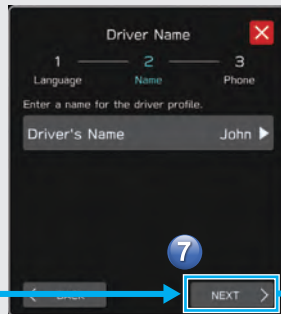 Driver Name
1 2 3
Language Name Phone
Enter a name for the driver profile.
Driver's Name John
7
BACK NEXT